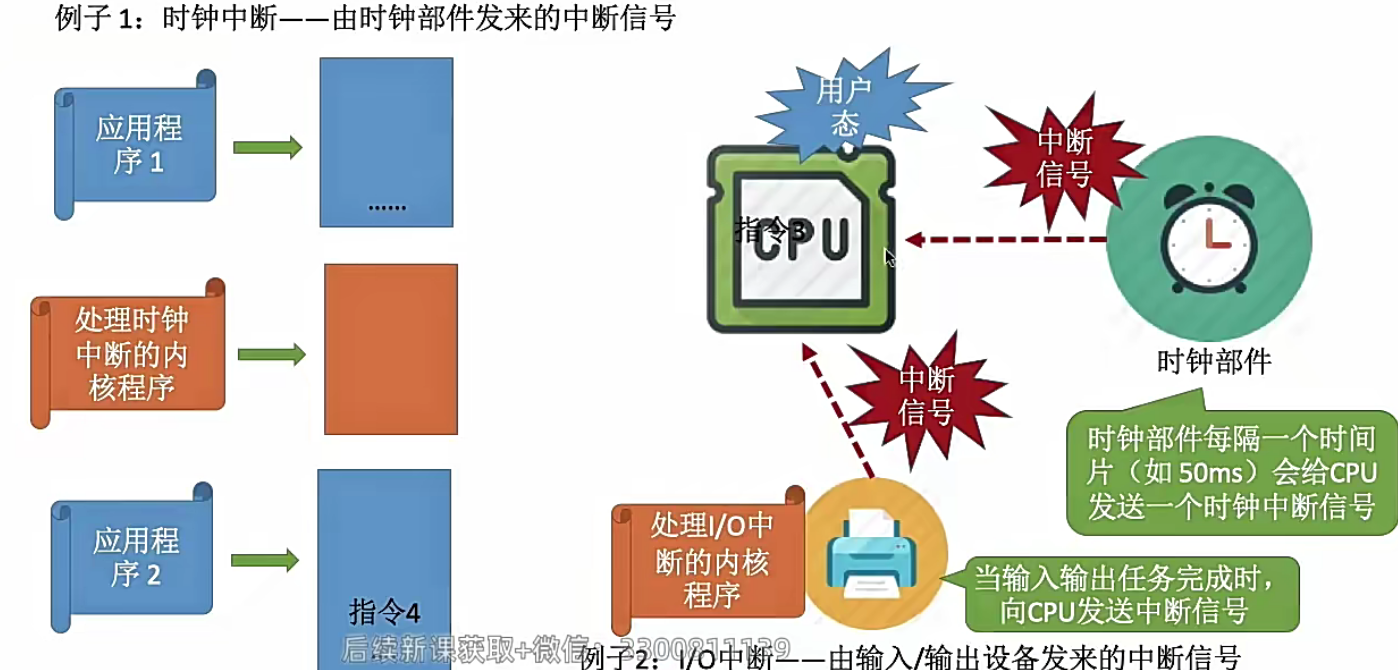 例子 1：时钟中断——由时钟部件发来的中断信号
应用程
序 1
......
用户
态
中断
信号
指令3
CPU
处理时钟
中断的内
核程序
时钟部件
中断
信号
时钟部件每隔一个时间
片（如 50ms）会给CPU
发送一个时钟中断信号
应用程
序 2
指令4
处理I/O中
断的内核
程序
当输入输出任务完成时，
向CPU发送中断信号
后续新课获取+微信：3300811139
例子2：I/O中断——由输入/输出设备发来的中断信号